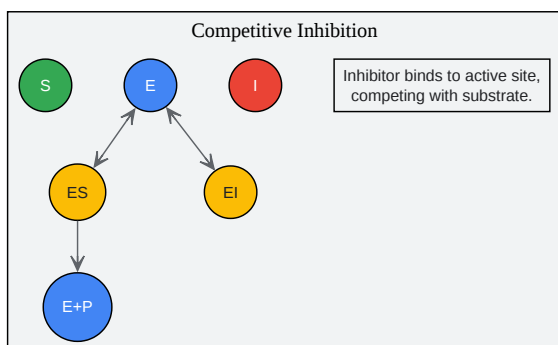 Competitive Inhibition
S
E
I
Inhibitor binds to active site,
competing with substrate.
ES
EI
E+P